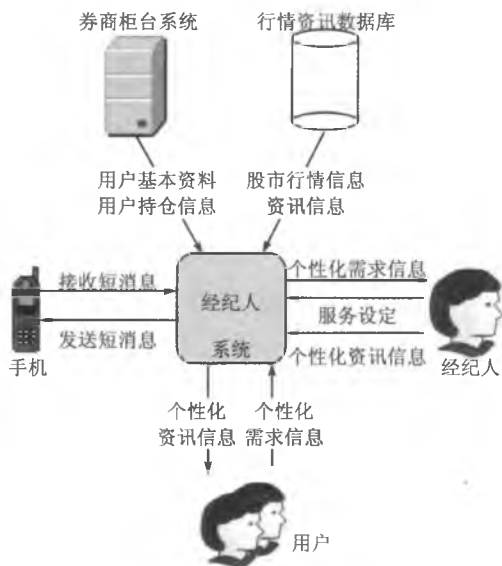 券商柜台系统
行情资讯数据库
用户基本资料
用户持仓信息
股市行情信息
资讯信息
接收短消息
发送短消息
手机
经纪人
系统
个性化需求信息
服务设定
个性化资讯信息
经纪人
个性化
资讯信息
个性化
需求信息
用户